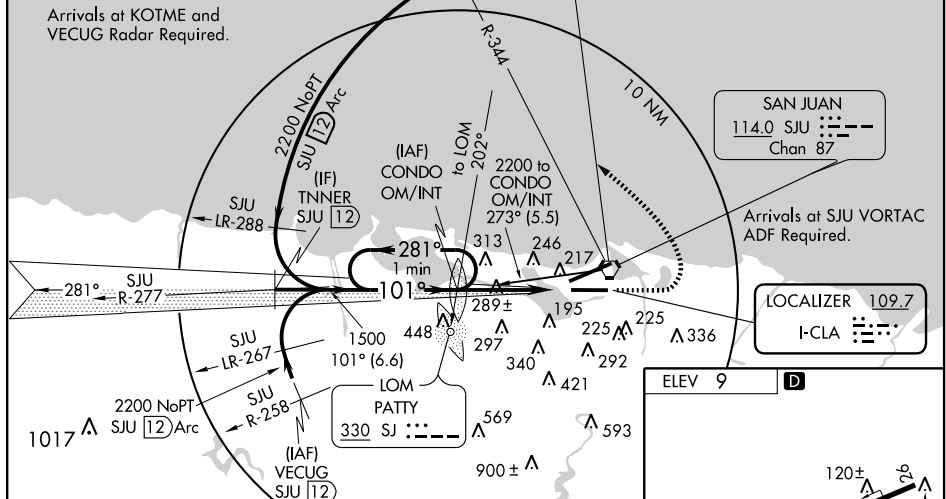 Arrivals at KOTME and
VECUG Radar Required.
R-344
10 NM
2200 NoPT
SJU 12 Arc
(IAF)
CONDO
OM/INT
to LOM
202°
2200 to
CONDO
OM/INT
273° (5.5)
SAN JUAN
114.0 SJU
Chan 87
(IF)
TNNER
SJU 12
SJU
LR-288
Arrivals at SJU VORTAC
ADF Required.
281°
1 min
101°
313
246
217
281°
SJU
R-277
289±
LOCALIZER 109.7
I-CLA
448
297
195
225
225
336
1500
101° (6.6)
340
292
421
SJU
LR-267
LOM
PATTY
330 SJ
ELEV 9
D
2200 NoPT
SJU 12 Arc
SJU
R-258
1017
569
593
(IAF)
VECUG
SJU 12
900±
120±
26